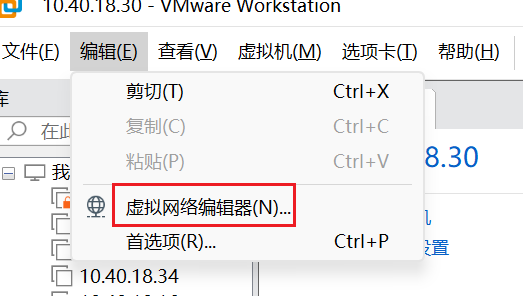 10.40.18.30 - VMware Workstation
文件(F) 编辑(E) 查看(V) 虚拟机(M) 选项卡(T) 帮助(H)
库
剪切(T) Ctrl+X
在此
复制(C) Ctrl+C
粘贴(P) Ctrl+V
8.30
我
虚拟网络编辑器(N)...
机
首选项(R)... Ctrl+P
设置
10.40.18.34